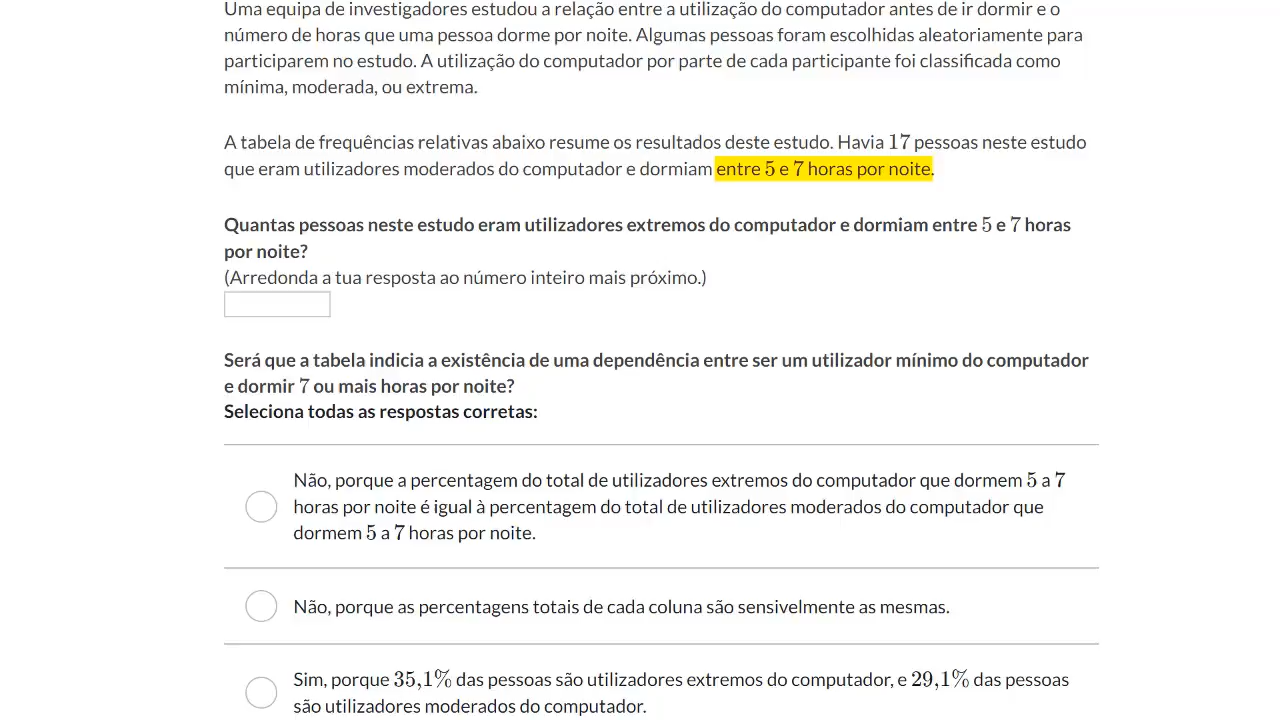 Uma equipa de investigadores estudou a relação entre a utilização do computador antes de ir dormir e o
número de horas que uma pessoa dorme por noite. Algumas pessoas foram escolhidas aleatoriamente para
participarem no estudo. A utilização do computador por parte de cada participante foi classificada como
mínima, moderada, ou extrema.
A tabela de frequências relativas abaixo resume os resultados deste estudo. Havia 17 pessoas neste estudo
que eram utilizadores moderados do computador e dormiam entre 5 e 7 horas por noite.
Quantas pessoas neste estudo eram utilizadores extremos do computador e dormiam entre 5 e 7 horas
por noite?
(Arredonda a tua resposta ao número inteiro mais próximo.)
Será que a tabela indicia a existência de uma dependência entre ser um utilizador mínimo do computador
e dormir 7 ou mais horas por noite?
Seleciona todas as respostas corretas:
Não, porque a percentagem do total de utilizadores extremos do computador que dormem 5 a 7
horas por noite é igual à percentagem do total de utilizadores moderados do computador que
dormem 5 a 7 horas por noite.
Não, porque as percentagens totais de cada coluna são sensivelmente as mesmas.
Sim, porque 35,1% das pessoas são utilizadores extremos do computador, e 29,1% das pessoas
são utilizadores moderados do computador.